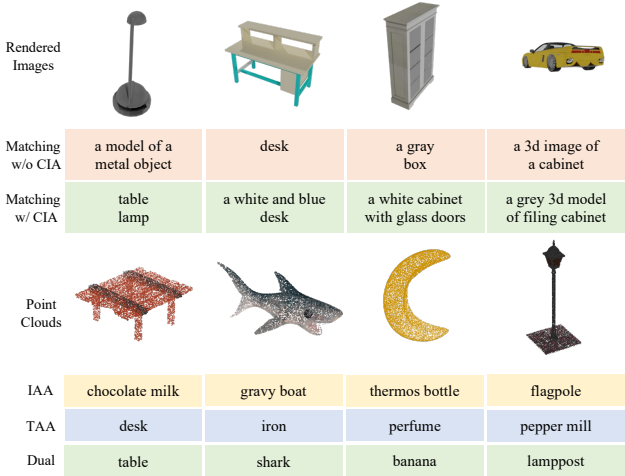 Rendered
Images
Matching
w/o CIA
a model of a
metal object
desk
a gray
box
a 3d image of
a cabinet
Matching
w/ CIA
table
lamp
a white and blue
desk
a white cabinet
with glass doors
a grey 3d model
of filing cabinet
Point
Clouds
IAA
chocolate milk
gravy boat
thermos bottle
flagpole
TAA
desk
iron
perfume
pepper mill
Dual
table
shark
banana
lamppost